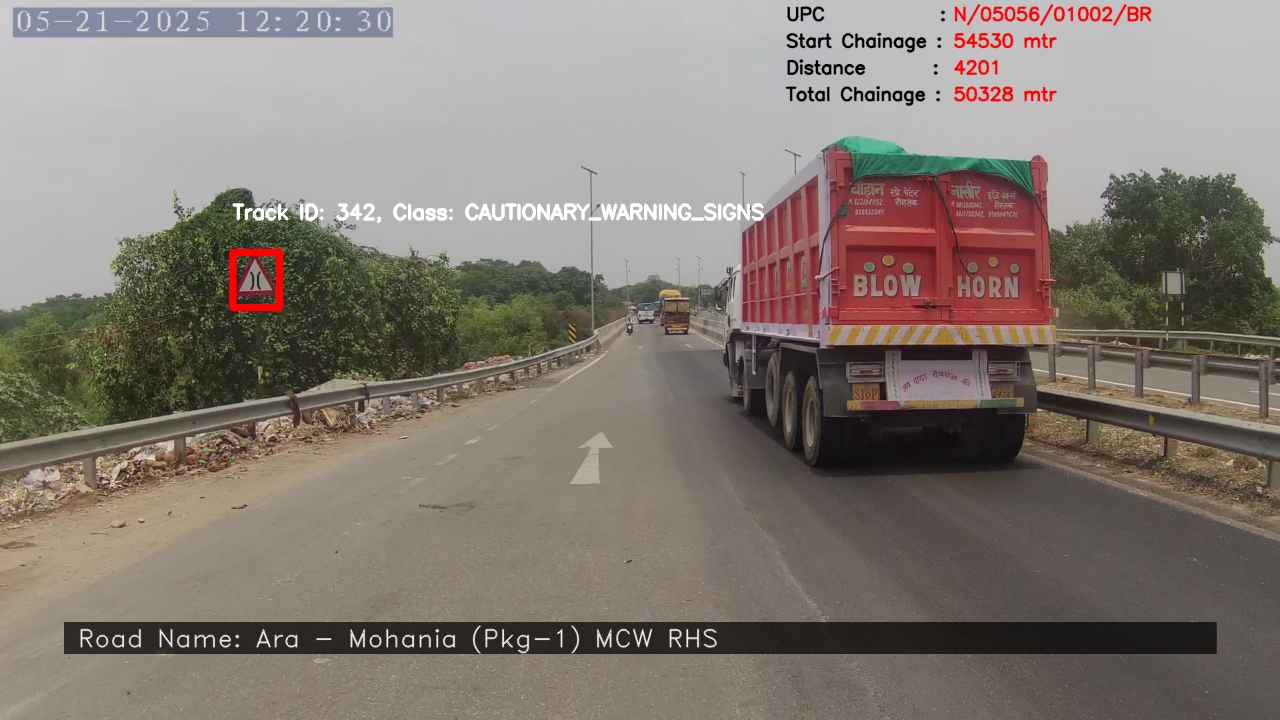 05-21-2025 12:20:30
UPC : N/05056/01002/BR
Start Chainage : 54530 mtr
Distance : 4201
Total Chainage : 50328 mtr
Track ID: 342, Class: CAUTIONARY_WARNING_SIGNS
BLOW HORN
STOP
Road Name: Ara - Mohania (Pkg-1) MCW RHS